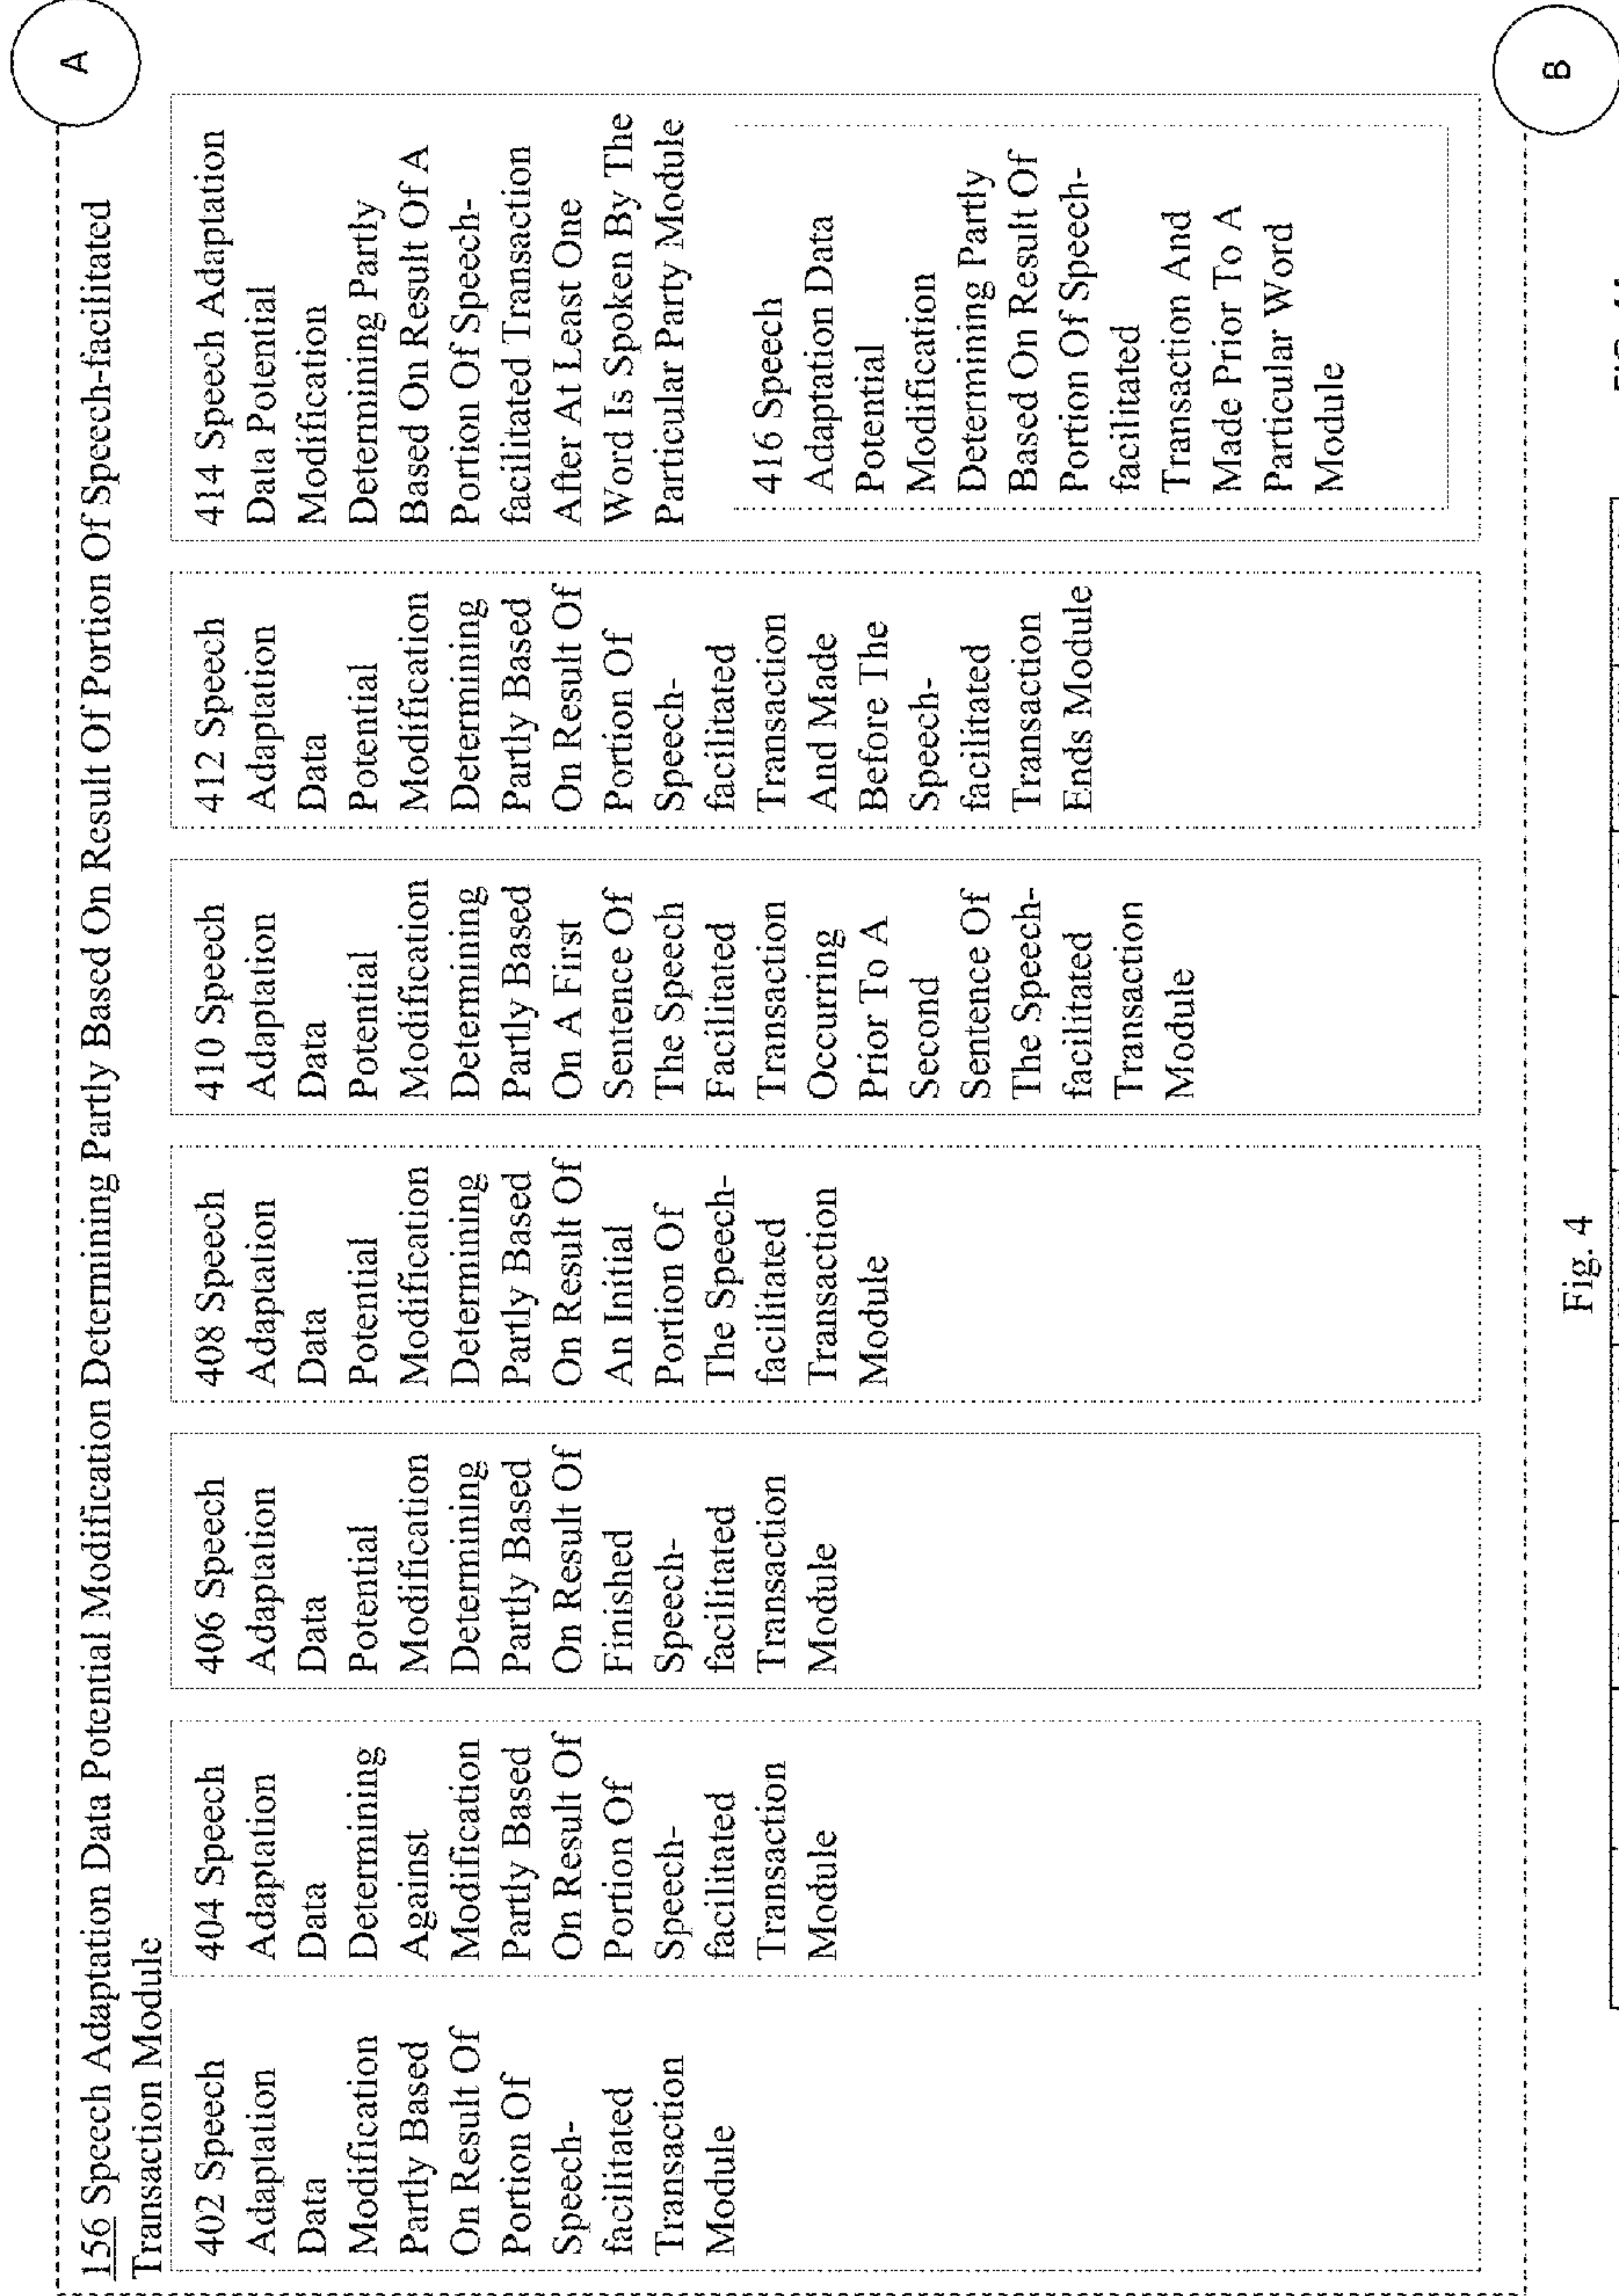 A
156 Speech Adaptation Data Potential Modification Determining Partly Based On Result Of Portion Of Speech-facilitated
Transaction Module
402 Speech
Adaptation
Data
Modification
Partly Based
On Result Of
Portion Of
Speech-
facilitated
Transaction
Module
404 Speech
Adaptation
Data
Determining
Against
Modification
Partly Based
On Result Of
Portion Of
Speech-
facilitated
Transaction
Module
406 Speech
Adaptation
Data
Potential
Modification
Determining
Partly Based
On Result Of
Finished
Speech-
facilitated
Transaction
Module
408 Speech
Adaptation
Data
Potential
Modification
Determining
Partly Based
On Result Of
An Initial
Portion Of
The Speech-
facilitated
Transaction
Module
410 Speech
Adaptation
Data
Potential
Modification
Determining
Partly Based
On A First
Sentence Of
The Speech
Facilitated
Transaction
Occurring
Prior To A
Second
Sentence Of
The Speech-
facilitated
Transaction
Module
412 Speech
Adaptation
Data
Potential
Modification
Determining
Partly Based
On Result Of
Portion Of
Speech-
facilitated
Transaction
And Made
Before The
Speech-
facilitated
Transaction
Ends Module
414 Speech Adaptation
Data Potential
Modification
Determining Partly
Based On Result Of A
Portion Of Speech-
facilitated Transaction
After At Least One
Word Is Spoken By The
Particular Party Module
416 Speech
Adaptation Data
Potential
Modification
Determining Partly
Based On Result Of
Portion Of Speech-
facilitated
Transaction And
Made Prior To A
Particular Word
Module
B
Fig. 4